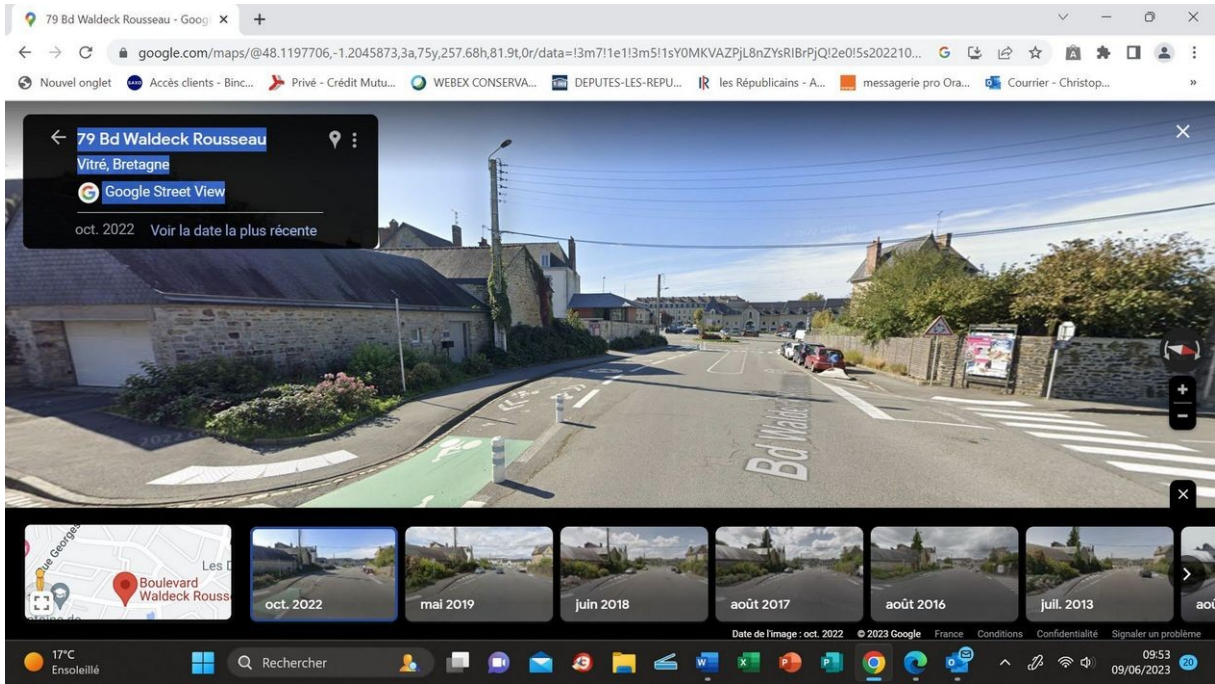 79 Bd Waldeck Rousseau - Goog
google.com/maps/@48.1197706,-1.2045873,3a,75y,257.68h,81.9t,0r/data=!3m7!1e1!3m5!1sY0MKVAZPjL8nZYsRIBrPjQ!2e0!5s202210...
Nouvel onglet
Accès clients - Binc...
Privé - Crédit Mutu...
WEBEX CONSERVA...
DEPUTES-LES-REPU...
les Républicains - A...
messagerie pro Ora...
Courrier - Christop...
79 Bd Waldeck Rousseau
Vitré, Bretagne
Google Street View
oct. 2022 Voir la date la plus récente
Bd
Boulevard
Waldeck Rouss
oct. 2022
mai 2019
juin 2018
août 2017
août 2016
juil. 2013
aoû
Date de l'image : oct. 2022 © 2023 Google France Conditions Confidentialité Signaler un problème
17°C
Ensoleillé
Rechercher
09:53
09/06/2023
20